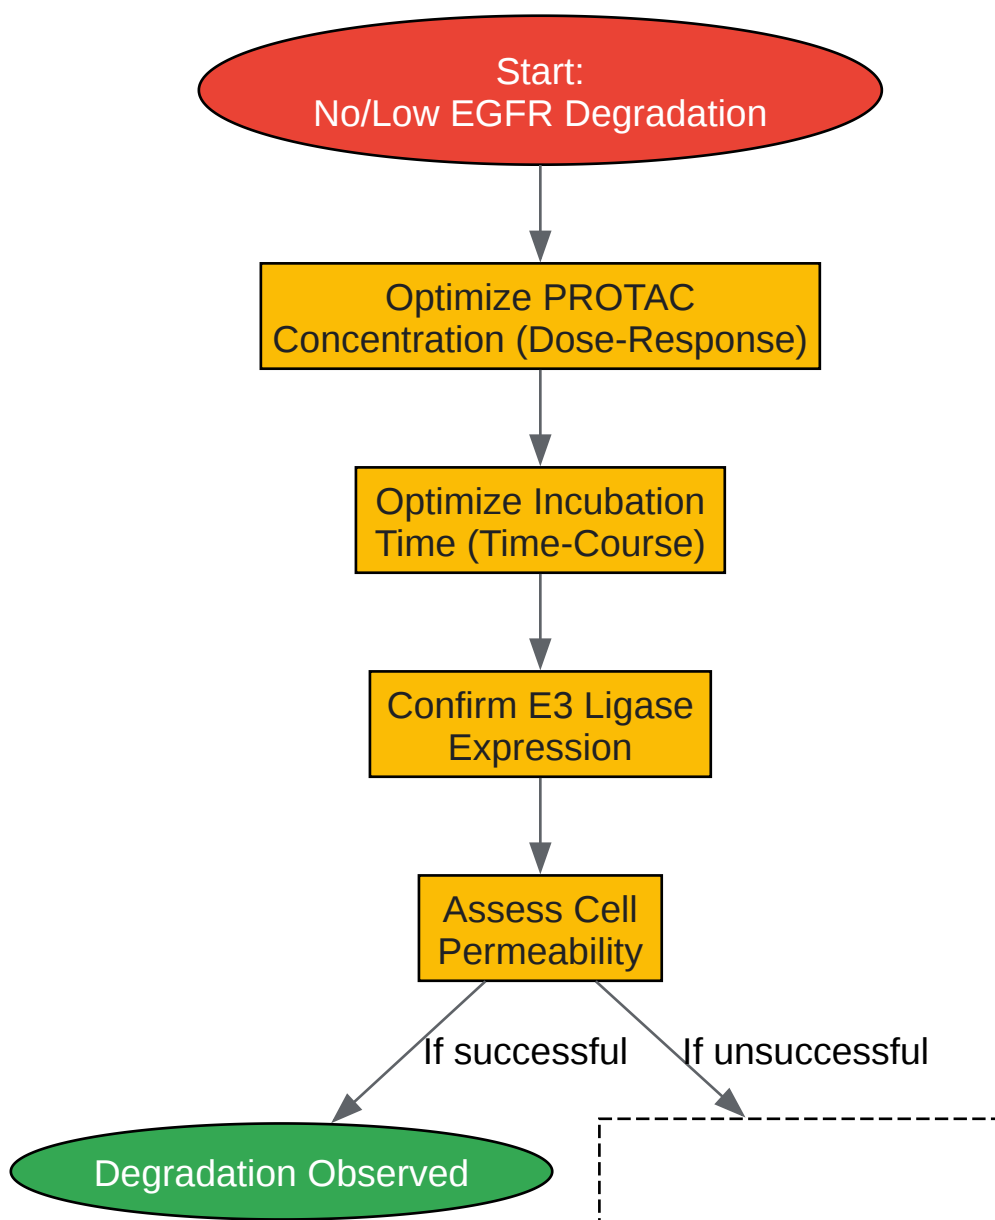 Start:
No/Low EGFR Degradation
Optimize PROTAC
Concentration (Dose-Response)
Optimize Incubation
Time (Time-Course)
Confirm E3 Ligase
Expression
Assess Cell
Permeability
If successful
If unsuccessful
Degradation Observed